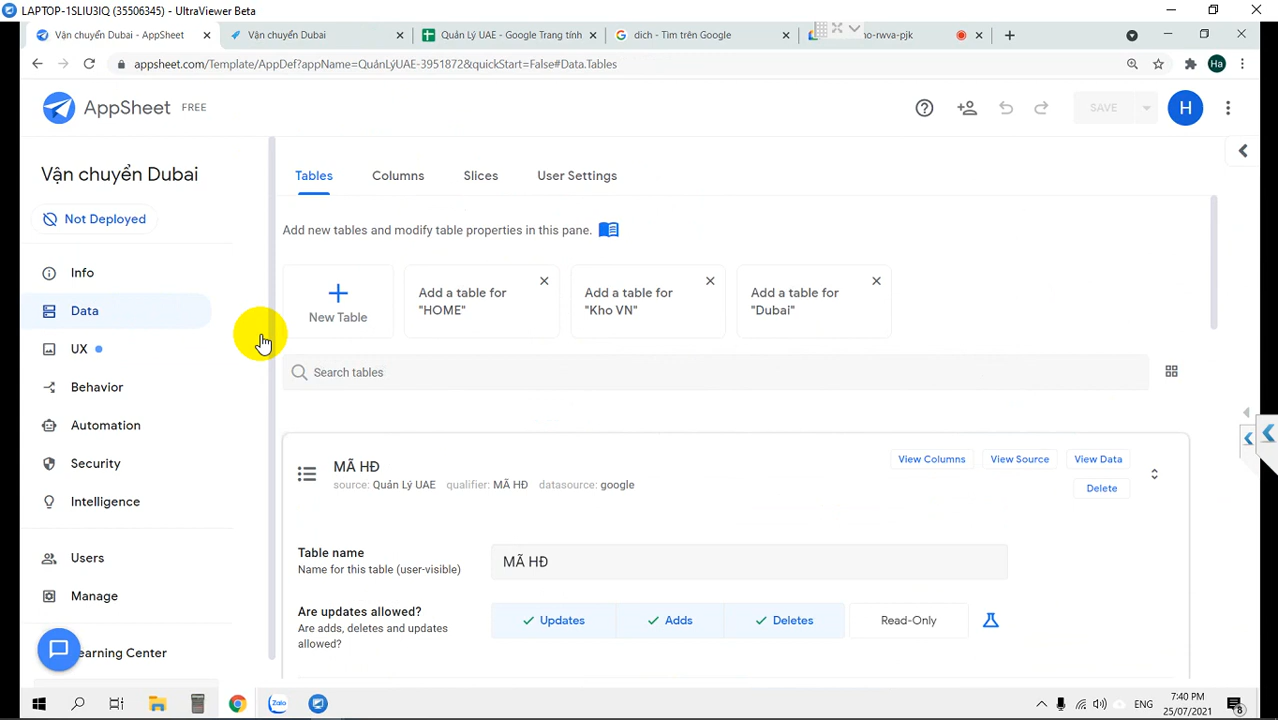 LAPTOP-1SLIU3IQ (35506345) - UltraViewer Beta
Vận chuyển Dubai - AppSheet
Vận chuyển Dubai
Quản Lý UAE - Google Trang tính
dich - Tìm trên Google
no-rwva-pjk
appsheet.com/Template/AppDef?appName=QuảnLýUAE-3951872&quickStart=False#Data.Tables
Ha
AppSheet FREE
SAVE
H
Vận chuyển Dubai
Not Deployed
Info
Data
UX
Behavior
Automation
Security
Intelligence
Users
Manage
earning Center
Tables
Columns
Slices
User Settings
Add new tables and modify table properties in this pane.
New Table
Add a table for
"HOME"
Add a table for
"Kho VN"
Add a table for
"Dubai"
Search tables
MÃ HĐ
source: Quản Lý UAE qualifier: MÃ HĐ datasource: google
View Columns
View Source
View Data
Delete
Table name
Name for this table (user-visible)
MÃ HĐ
Are updates allowed?
Are adds, deletes and updates
allowed?
Updates
Adds
Deletes
Read-Only
Zalo
ENG
7:40 PM
25/07/2021
8